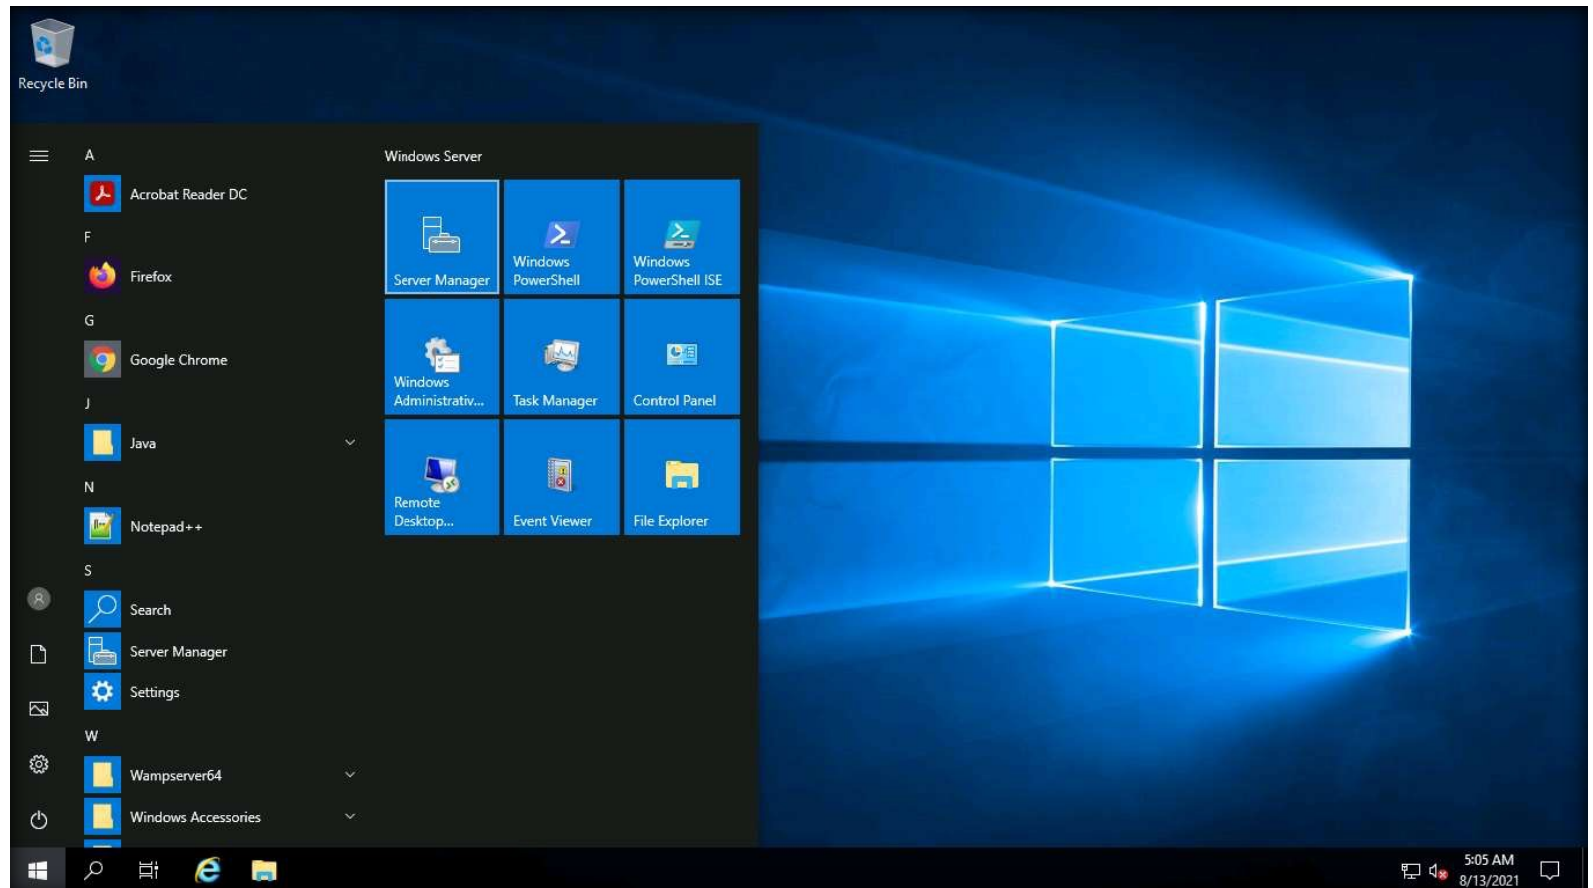 Recycle Bin
A
Acrobat Reader DC
F
Firefox
G
Google Chrome
J
Java
N
Notepad++
S
Search
Server Manager
Settings
W
Wampserver64
Windows Accessories
Windows Server
Server Manager
Windows
PowerShell
Windows
PowerShell ISE
Windows
Administrativ...
Task Manager
Control Panel
Remote
Desktop...
Event Viewer
File Explorer
5:05 AM
8/13/2021